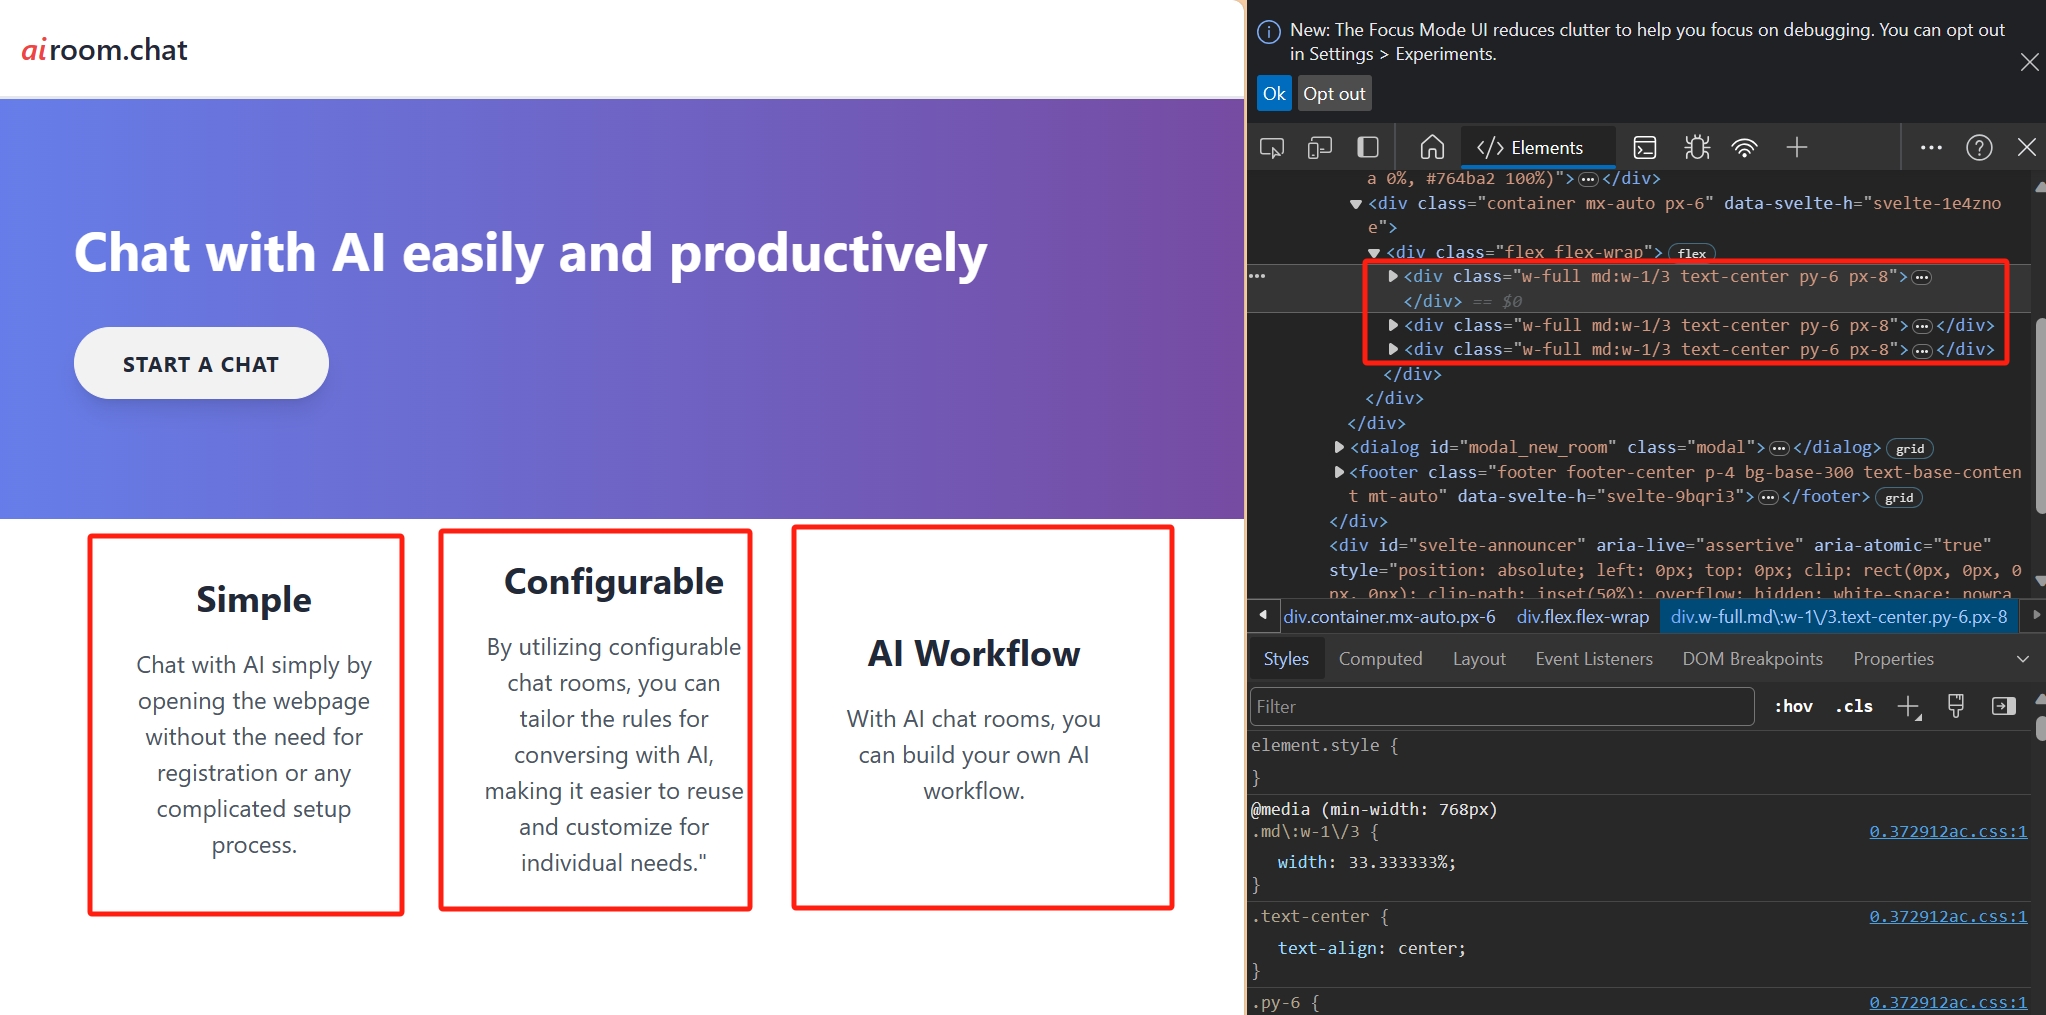 airoom.chat
Chat with AI easily and productively
START A CHAT
Simple
Chat with AI simply by
opening the webpage
without the need for
registration or any
complicated setup
process.
Configurable
By utilizing configurable
chat rooms, you can
tailor the rules for
conversing with AI,
making it easier to reuse
and customize for
individual needs."
AI Workflow
With AI chat rooms, you
can build your own AI
workflow.
New: The Focus Mode UI reduces clutter to help you focus on debugging. You can opt out
in Settings > Experiments.
Ok Opt out
</> Elements
a 0%, #764ba2 100%)">…</div>
<div class="container mx-auto px-6" data-svelte-h="svelte-1e4zno
e">
<div class="flex flex-wrap"> flex
<div class="w-full md:w-1/3 text-center py-6 px-8">…
</div> == $0
<div class="w-full md:w-1/3 text-center py-6 px-8">…</div>
<div class="w-full md:w-1/3 text-center py-6 px-8">…</div>
</div>
</div>
</div>
<dialog id="modal_new_room" class="modal">…</dialog> grid
<footer class="footer footer-center p-4 bg-base-300 text-base-conten
t mt-auto" data-svelte-h="svelte-9bqri3">…</footer> grid
</div>
<div id="svelte-announcer" aria-live="assertive" aria-atomic="true"
style="position: absolute; left: 0px; top: 0px; clip: rect(0px, 0px, 0
px, 0px); clip-path: inset(50%); overflow: hidden; white-space: nowra
div.container.mx-auto.px-6 div.flex.flex-wrap div.w-full.md\:w-1\/3.text-center.py-6.px-8
Styles Computed Layout Event Listeners DOM Breakpoints Properties
Filter :hov .cls
element.style {
}
@media (min-width: 768px)
.md\:w-1\/3 { 0.372912ac.css:1
width: 33.333333%;
}
.text-center { 0.372912ac.css:1
text-align: center;
}
.py-6 { 0.372912ac.css:1